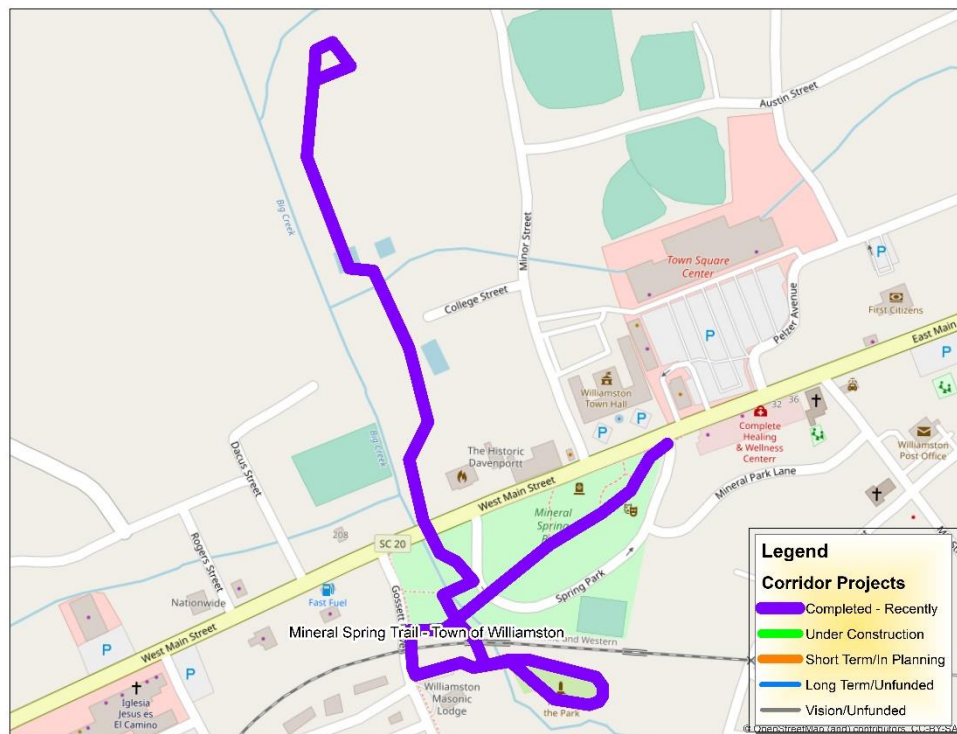 Austin Street
Big Creek
Minor Street
Town Square
Center
P
College Street
Pelzer Avenue
First Citizens
P
East Main
P
Williamston
Town Hall
P
P
32
36
Complete
Healing
& Wellness
Centerr
Williamston
Post Office
Dacus Street
Big Creek
The Historic
Davenportt
West Main Street
Mineral Park Lane
Mineral
Spring
SC 20
208
Rogers Street
Nationwide
Fast Fuel
Gossett
Spring Park
Mineral Spring Trail - Town of Williamston
and Western
P
West Main Street
P
Iglesia
Jesus és
El Camino
Williamston
Masonic
Lodge
the Park
Legend
Corridor Projects
Completed - Recently
Under Construction
Short Term/In Planning
Long Term/Unfunded
Vision/Unfunded
© OpenStreetMap (and) contributors, CC-BY-SA